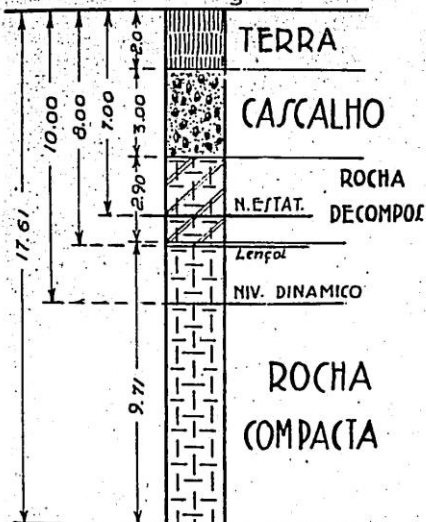 TERRA
CASCALHO
ROCHA
DECOMPOS
N. ESTAT.
Lençol
NIV. DINAMICO
ROCHA
COMPACTA
2.0
3.00
2.90
9.71
7.00
8.00
10.00
17.61